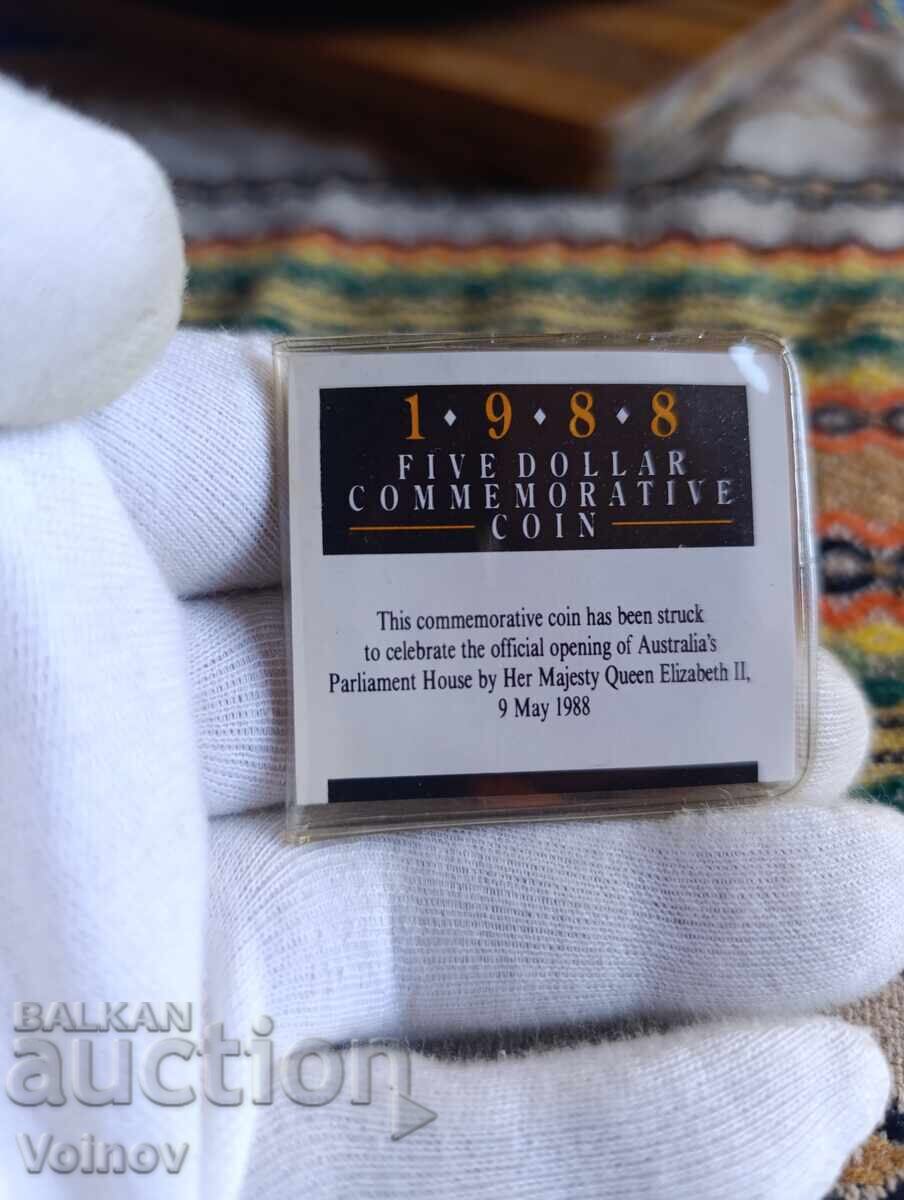 1 ⬩ 9 ⬩ 8 ⬩ 8
FIVE DOLLAR
COMMEMORATIVE
COIN
This commemorative coin has been struck
to celebrate the official opening of Australia's
Parliament House by Her Majesty Queen Elizabeth II,
9 May 1988
BALKAN
auction
Voinov